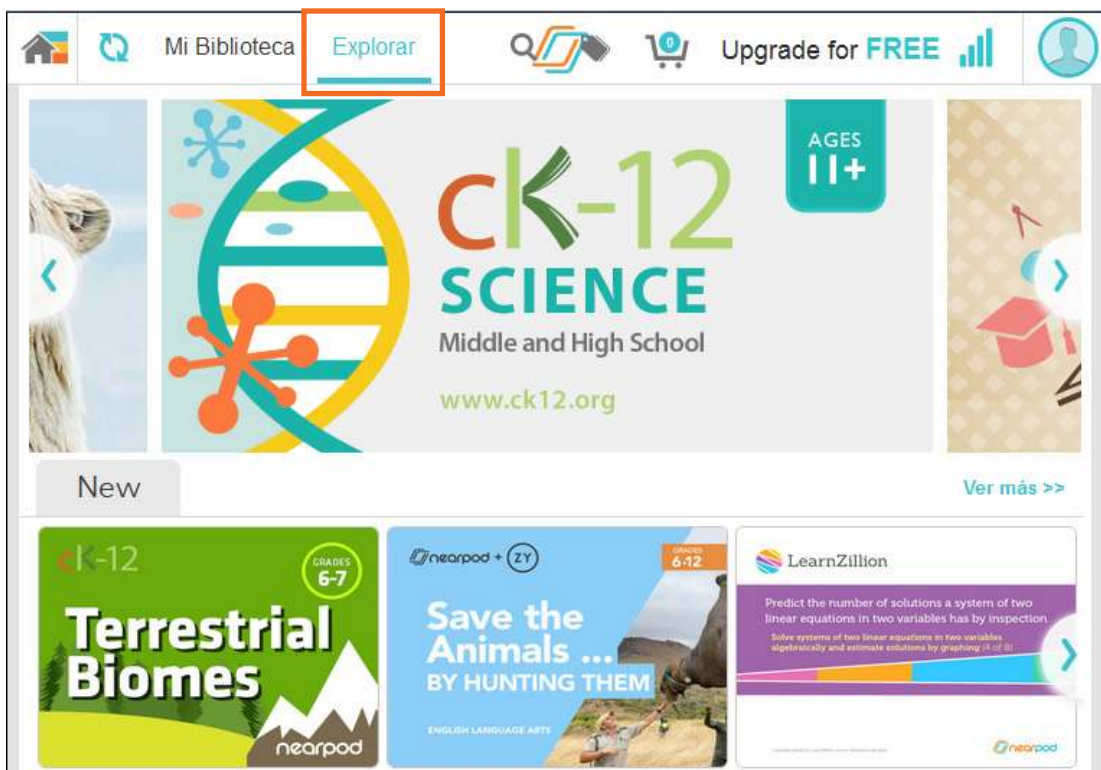 Mi Biblioteca
Explorar
0
Upgrade for FREE
AGES
11+
cK-12
SCIENCE
Middle and High School
www.ck12.org
New
Ver más >>
cK-12
GRADES
6-7
Terrestrial
Biomes
nearpod
nearpod + ZY
GRADES
6-12
Save the
Animals ...
BY HUNTING THEM
ENGLISH LANGUAGE ARTS
LearnZillion
Predict the number of solutions a system of two
linear equations in two variables has by inspection
Solve systems of two linear equations in two variables
algebraically and estimate solutions by graphing (4 of 8)
nearpod